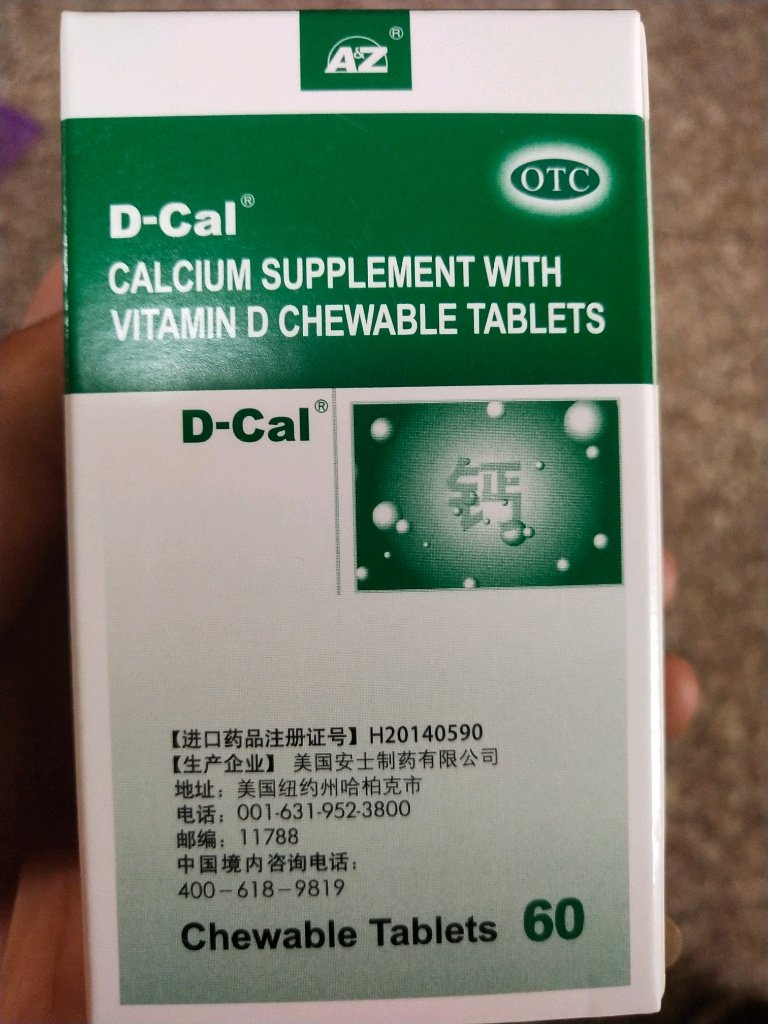 A&Z®
OTC
D-Cal®
CALCIUM SUPPLEMENT WITH
VITAMIN D CHEWABLE TABLETS
D-Cal®
钙
【进口药品注册证号】H20140590
【生产企业】 美国安士制药有限公司
地址：美国纽约州哈柏克市
电话：001-631-952-3800
邮编：11788
中国境内咨询电话：
400－618－9819
Chewable Tablets 60